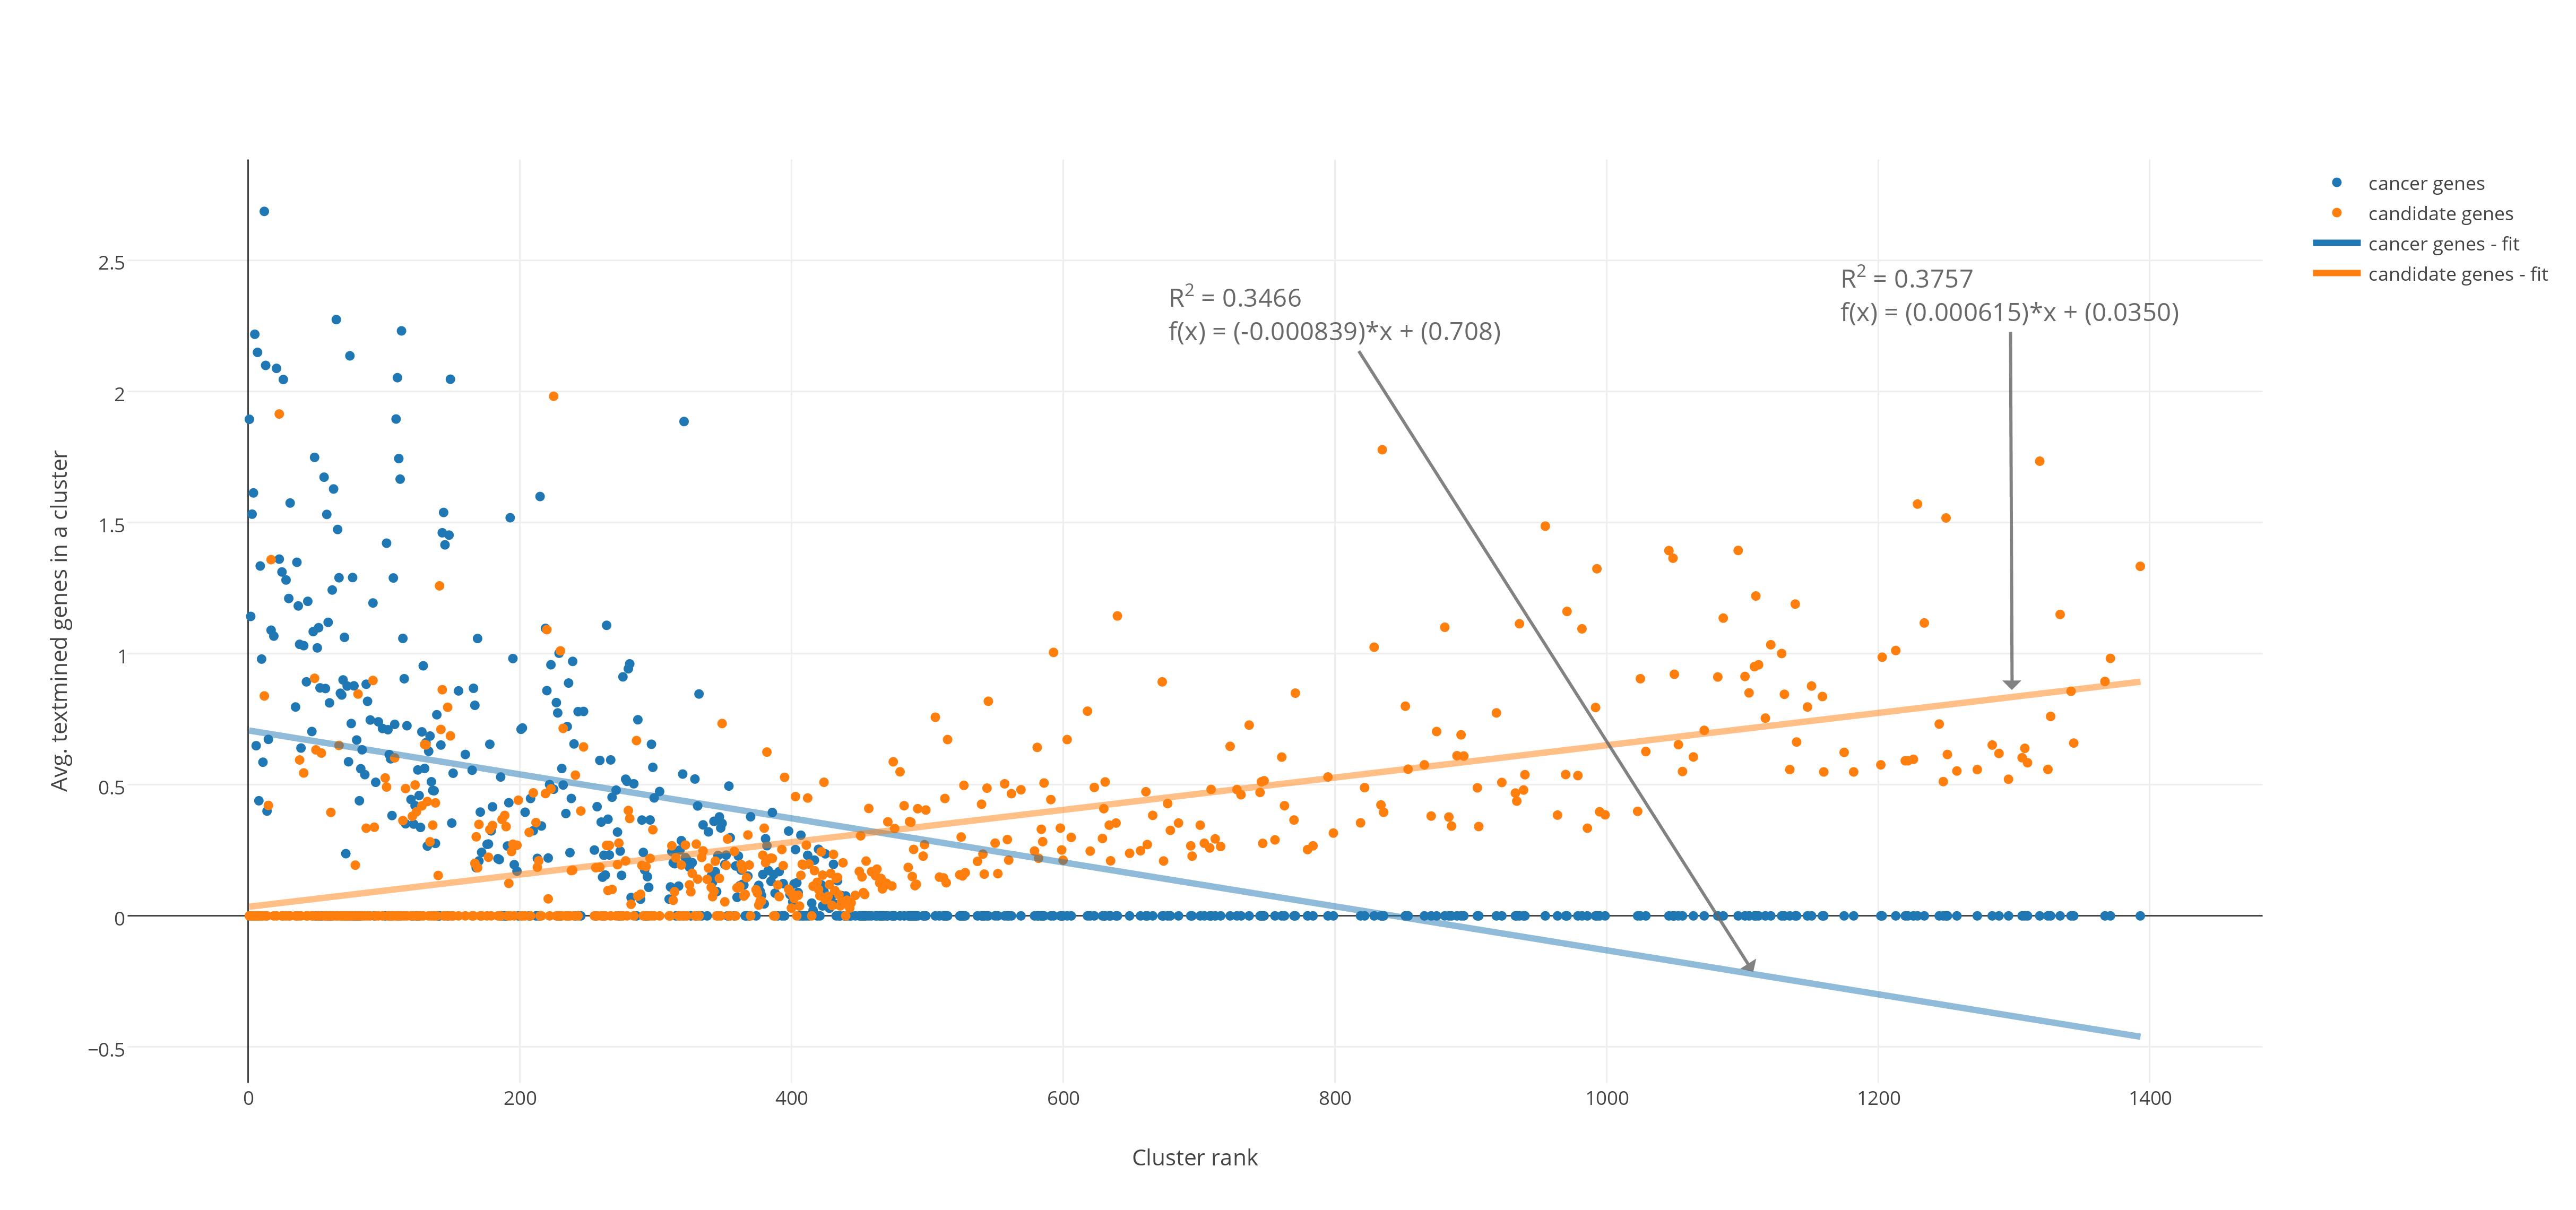 cancer genes
candidate genes
cancer genes - fit
candidate genes - fit
R² = 0.3757
f(x) = (0.000615)*x + (0.0350)
R² = 0.3466
f(x) = (-0.000839)*x + (0.708)
Avg. textmined genes in a cluster
2.5
2
1.5
1
0.5
0
−0.5
0 200 400 600 800 1000 1200 1400
Cluster rank